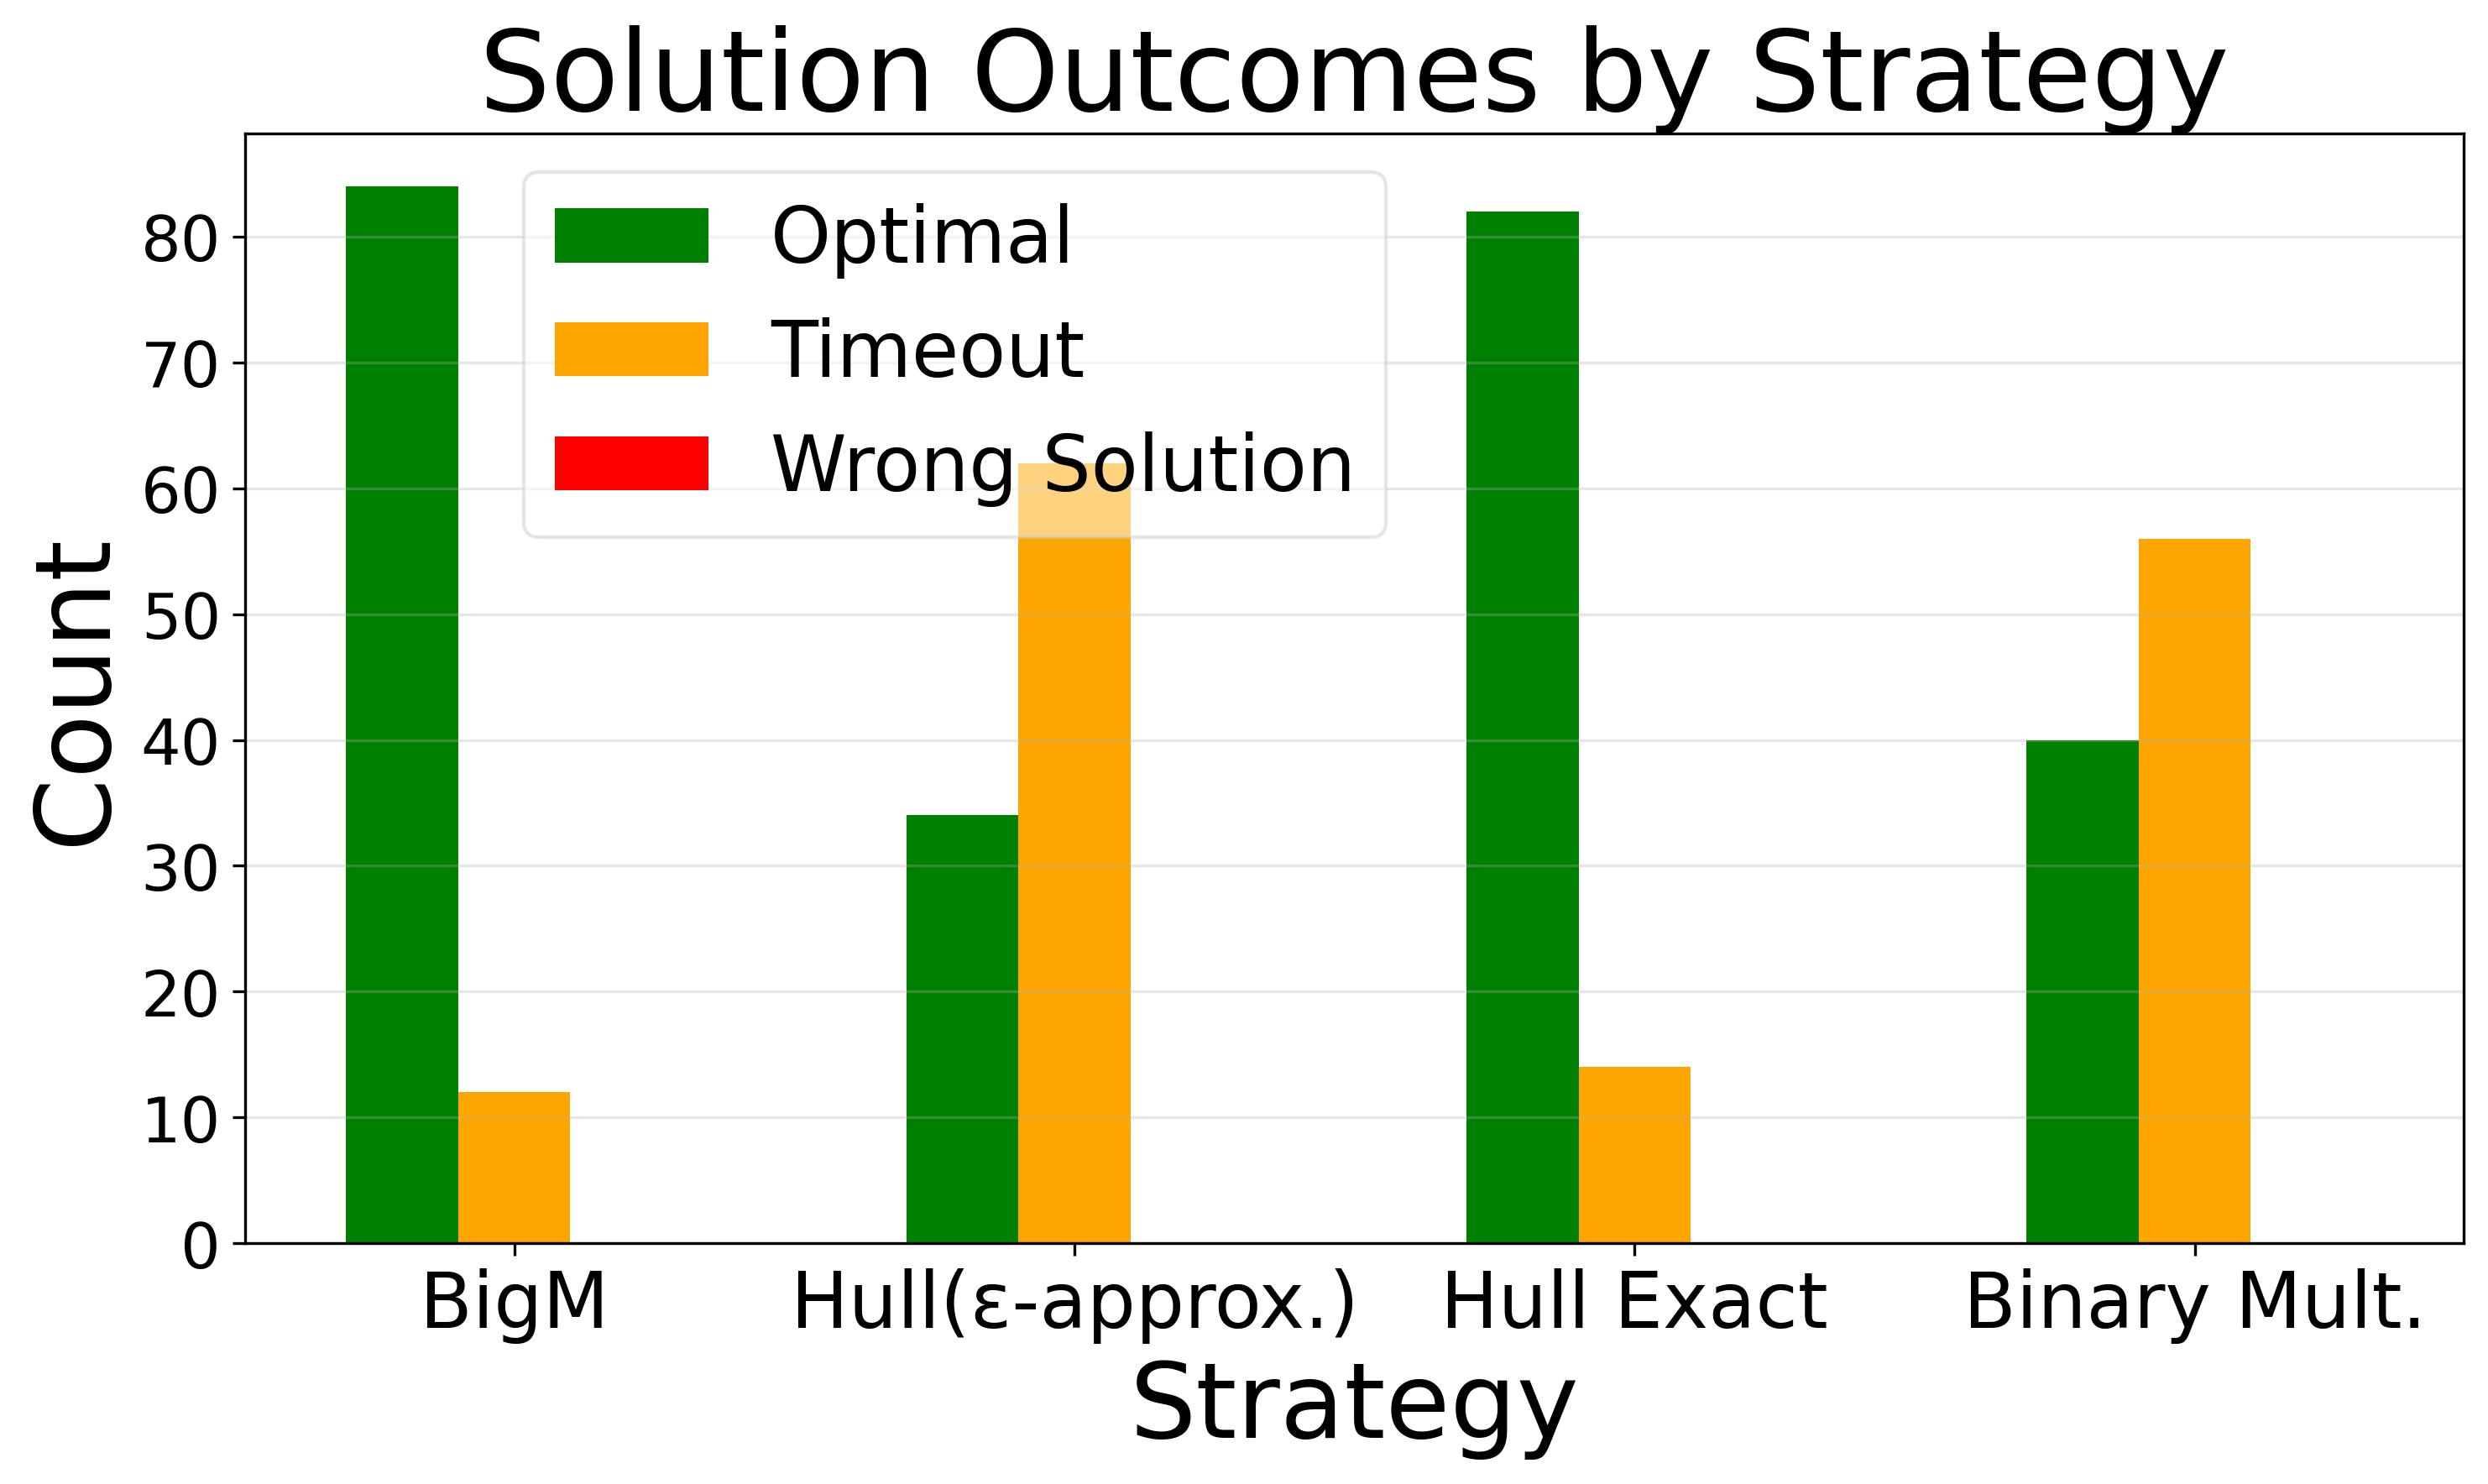 Solution Outcomes by Strategy
Optimal
Timeout
Wrong Solution
Count
80
70
60
50
40
30
20
10
0
BigM Hull(ε-approx.) Hull Exact Binary Mult.
Strategy